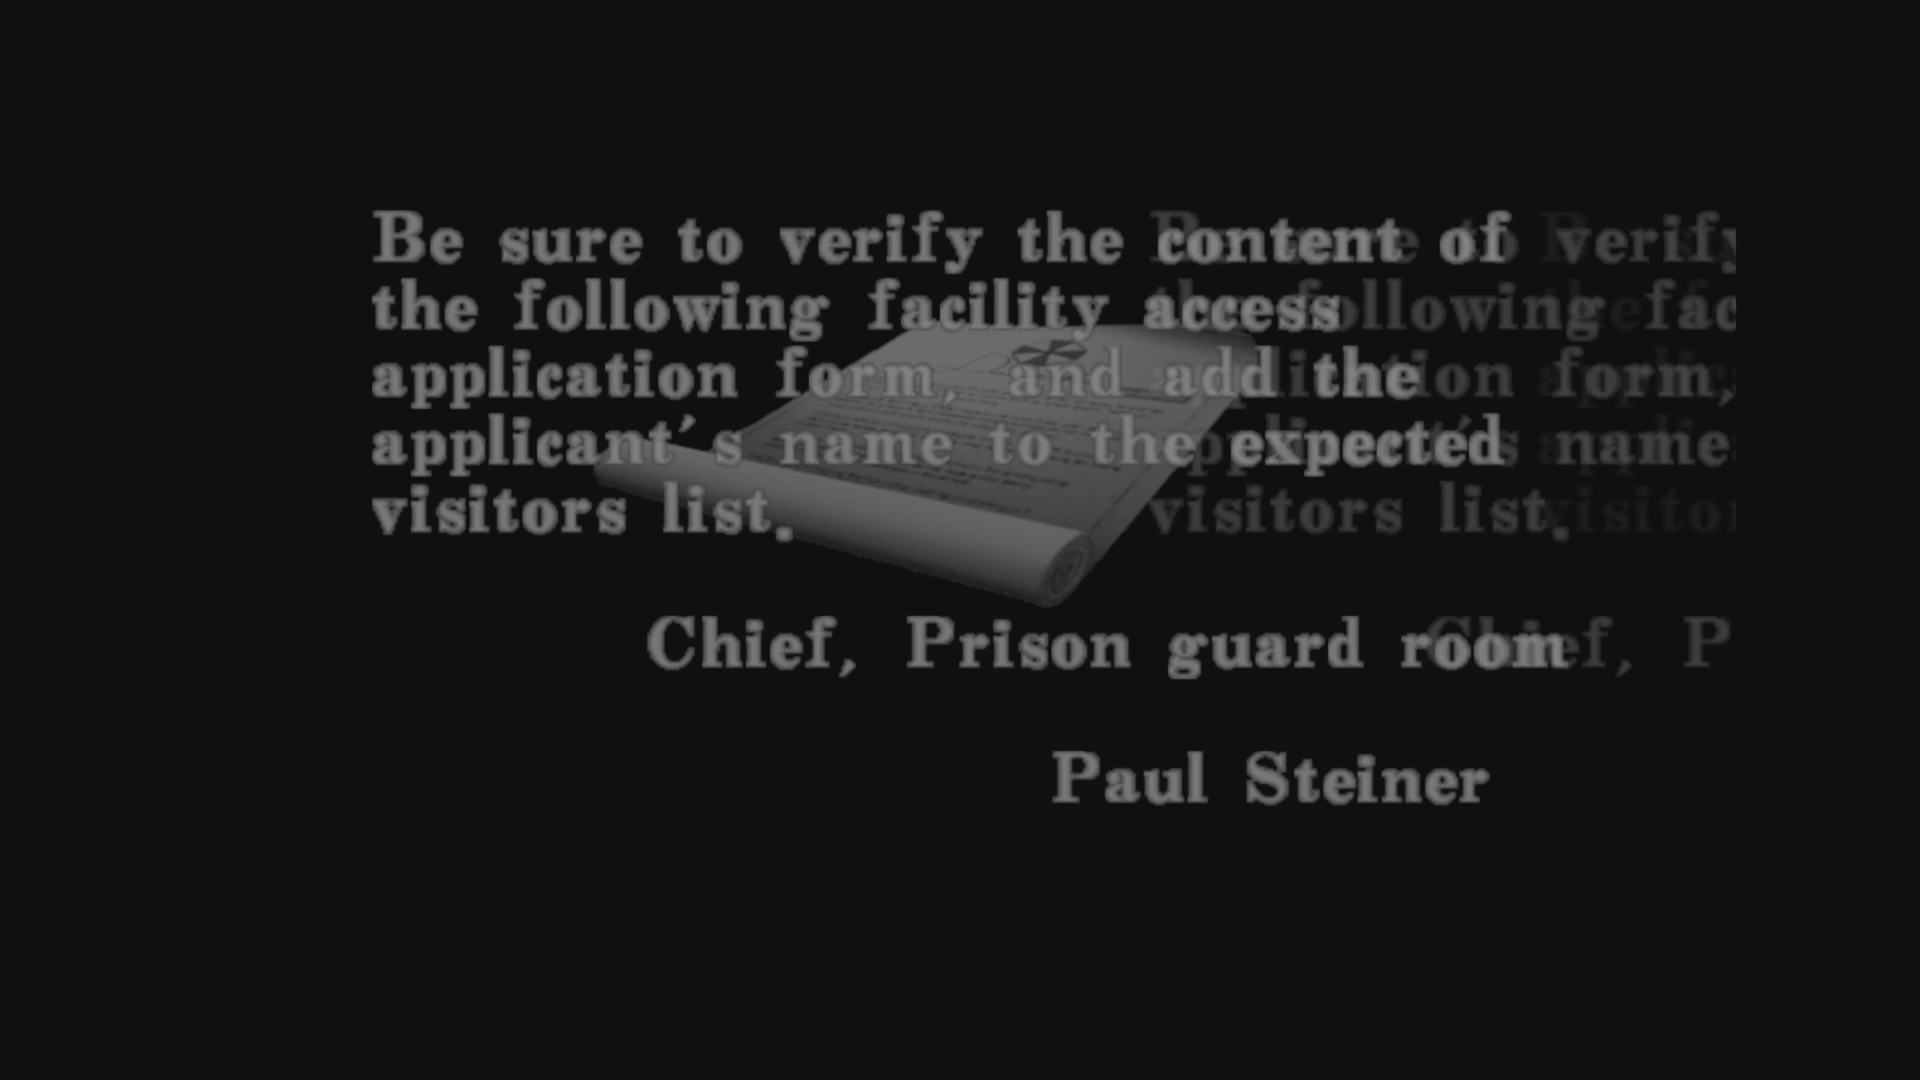 Be sure to verify the content of
the following facility access
application form, and add the
applicant's name to the expected
visitors list.
Chief, Prison guard room
Paul Steiner